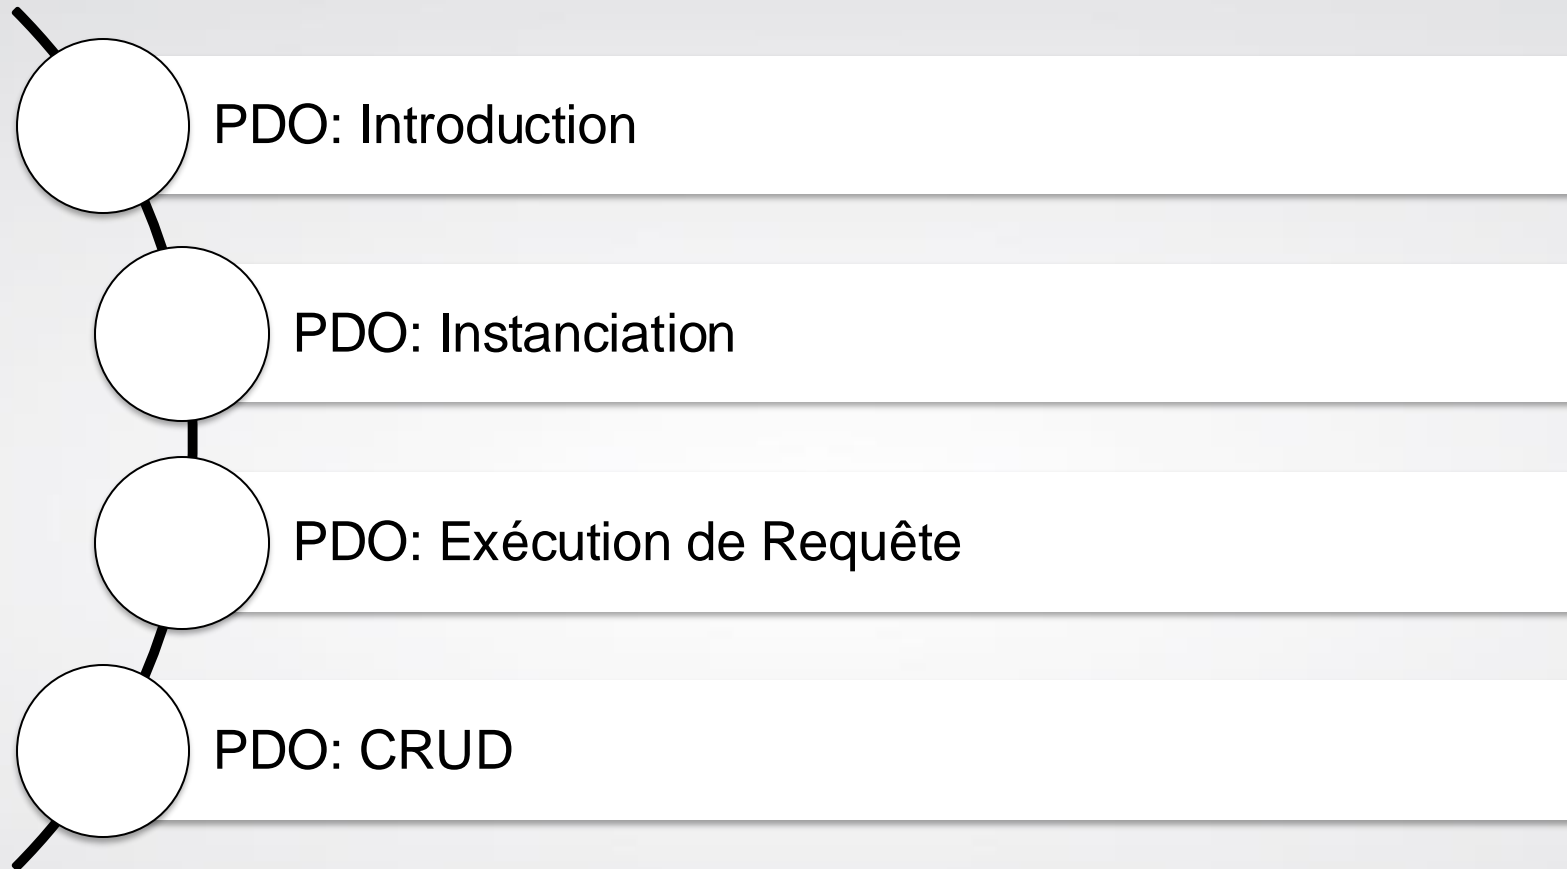 PDO: Introduction
PDO: Instanciation
PDO: Exécution de Requête
PDO: CRUD